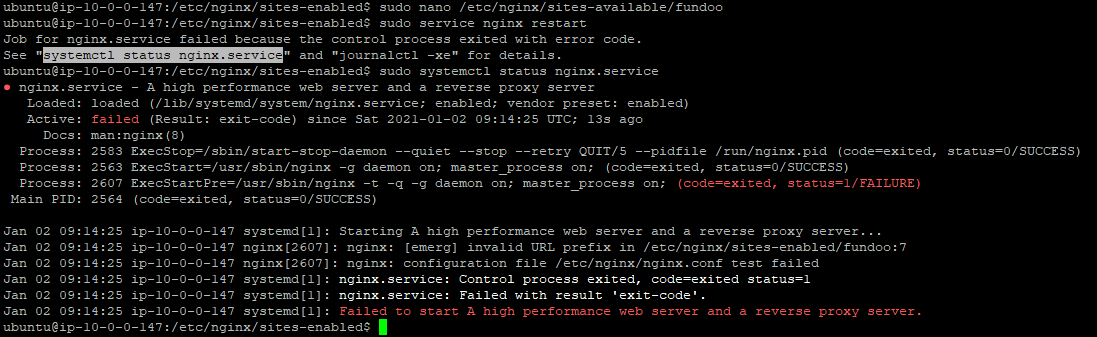 ubuntu@ip-10-0-0-147:/etc/nginx/sites-enabled$ sudo nano /etc/nginx/sites-available/fundoo
ubuntu@ip-10-0-0-147:/etc/nginx/sites-enabled$ sudo service nginx restart
Job for nginx.service failed because the control process exited with error code.
See "systemctl status nginx.service" and "journalctl -xe" for details.
ubuntu@ip-10-0-0-147:/etc/nginx/sites-enabled$ sudo systemctl status nginx.service
● nginx.service - A high performance web server and a reverse proxy server
   Loaded: loaded (/lib/systemd/system/nginx.service; enabled; vendor preset: enabled)
   Active: failed (Result: exit-code) since Sat 2021-01-02 09:14:25 UTC; 13s ago
     Docs: man:nginx(8)
  Process: 2583 ExecStop=/sbin/start-stop-daemon --quiet --stop --retry QUIT/5 --pidfile /run/nginx.pid (code=exited, status=0/SUCCESS)
  Process: 2563 ExecStart=/usr/sbin/nginx -g daemon on; master_process on; (code=exited, status=0/SUCCESS)
  Process: 2607 ExecStartPre=/usr/sbin/nginx -t -q -g daemon on; master_process on; (code=exited, status=1/FAILURE)
 Main PID: 2564 (code=exited, status=0/SUCCESS)
Jan 02 09:14:25 ip-10-0-0-147 systemd[1]: Starting A high performance web server and a reverse proxy server...
Jan 02 09:14:25 ip-10-0-0-147 nginx[2607]: nginx: [emerg] invalid URL prefix in /etc/nginx/sites-enabled/fundoo:7
Jan 02 09:14:25 ip-10-0-0-147 nginx[2607]: nginx: configuration file /etc/nginx/nginx.conf test failed
Jan 02 09:14:25 ip-10-0-0-147 systemd[1]: nginx.service: Control process exited, code=exited status=1
Jan 02 09:14:25 ip-10-0-0-147 systemd[1]: nginx.service: Failed with result 'exit-code'.
Jan 02 09:14:25 ip-10-0-0-147 systemd[1]: Failed to start A high performance web server and a reverse proxy server.
ubuntu@ip-10-0-0-147:/etc/nginx/sites-enabled$